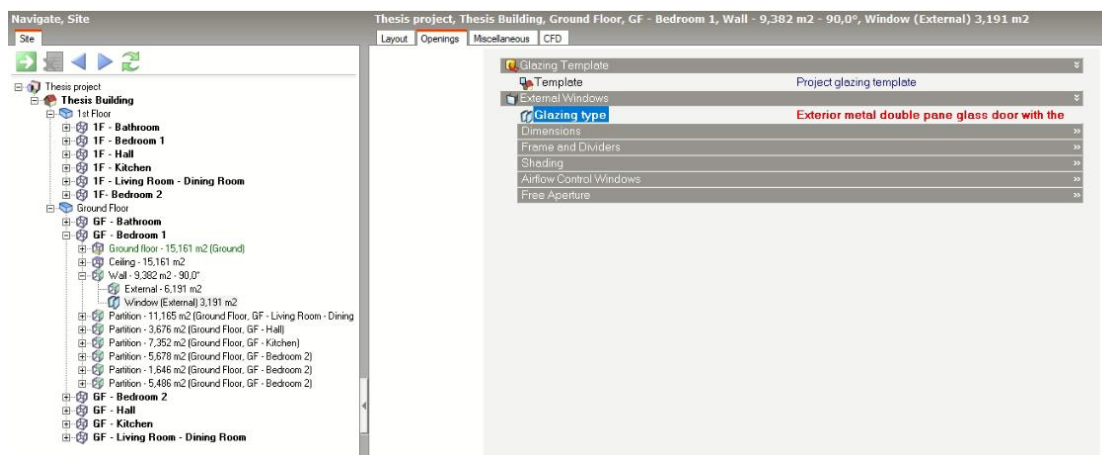 Navigate, Site
Site
Thesis project
Thesis Building
1st Floor
1F - Bathroom
1F - Bedroom 1
1F - Hall
1F - Kitchen
1F - Living Room - Dining Room
1F- Bedroom 2
Ground Floor
GF - Bathroom
GF - Bedroom 1
Ground floor - 15,161 m2 (Ground)
Ceiling - 15,161 m2
Wall - 9,382 m2 - 90,0°
External - 6,191 m2
Window (External) 3,191 m2
Partition - 11,165 m2 (Ground Floor, GF - Living Room - Dining
Partition - 3,676 m2 (Ground Floor, GF - Hall)
Partition - 7,352 m2 (Ground Floor, GF - Kitchen)
Partition - 5,678 m2 (Ground Floor, GF - Bedroom 2)
Partition - 1,646 m2 (Ground Floor, GF - Bedroom 2)
Partition - 5,486 m2 (Ground Floor, GF - Bedroom 2)
GF - Bedroom 2
GF - Hall
GF - Kitchen
GF - Living Room - Dining Room
Thesis project, Thesis Building, Ground Floor, GF - Bedroom 1, Wall - 9,382 m2 - 90,0°, Window (External) 3,191 m2
Layout Openings Miscellaneous CFD
Glazing Template
Template Project glazing template
External Windows
Glazing type Exterior metal double pane glass door with the
Dimensions
Frame and Dividers
Shading
Airflow Control Windows
Free Aperture